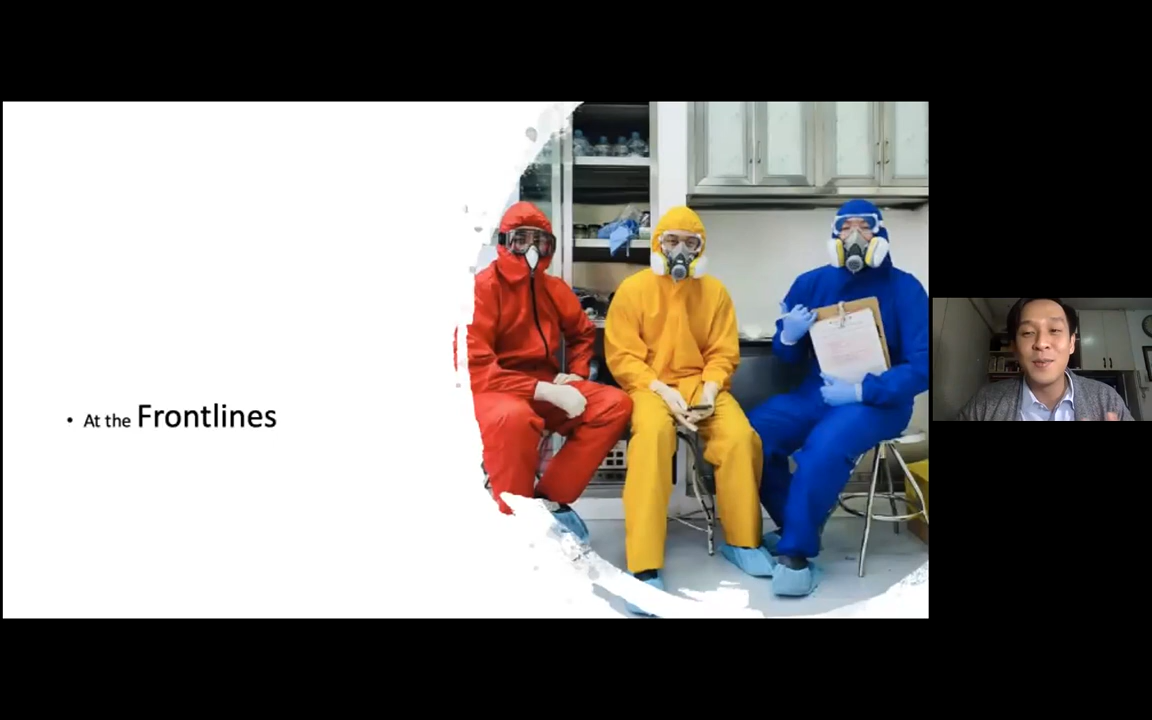 • At the Frontlines